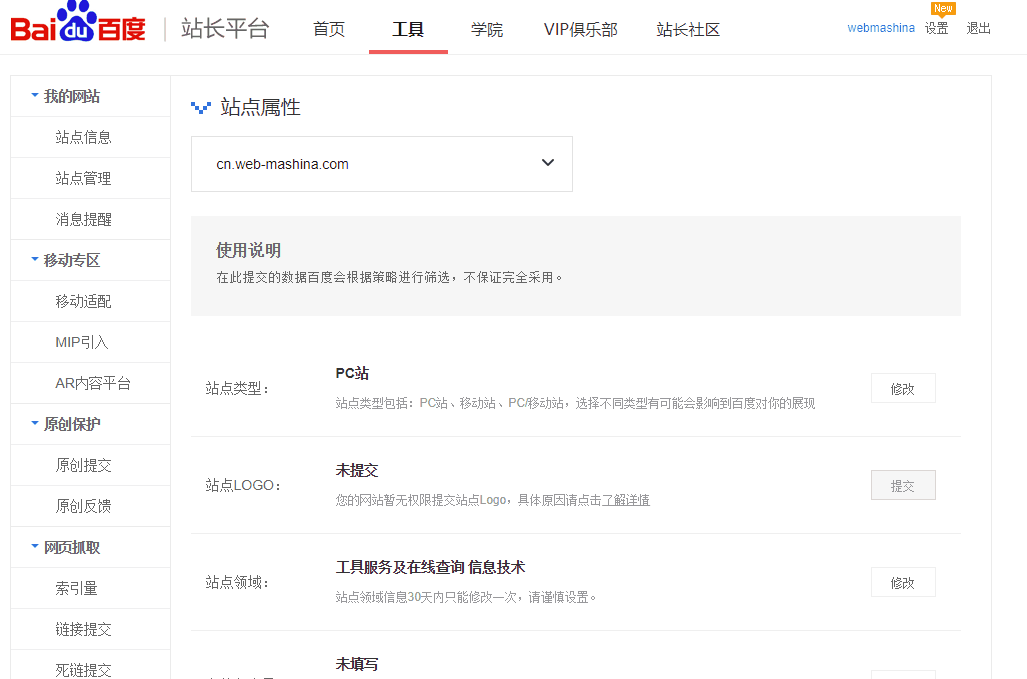 Bai du 百度 站长平台 首页 工具 学院 VIP俱乐部 站长社区 webmashina 设置 New 退出
我的网站
站点信息
站点管理
消息提醒
移动专区
移动适配
MIP引入
AR内容平台
原创保护
原创提交
原创反馈
网页抓取
索引量
链接提交
死链提交
站点属性
cn.web-mashina.com
使用说明
在此提交的数据百度会根据策略进行筛选，不保证完全采用。
站点类型：
PC站
站点类型包括：PC站、移动站、PC/移动站，选择不同类型有可能会影响到百度对你的展现
修改
站点LOGO：
未提交
您的网站暂无权限提交站点Logo，具体原因请点击了解详情
提交
站点领域：
工具服务及在线查询 信息技术
站点领域信息30天内只能修改一次，请谨慎设置。
修改
未填写